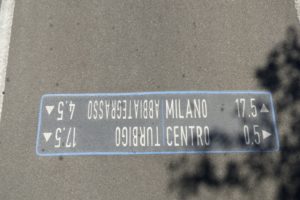 MILANO 17.5
CENTRO 0.5
TURBIGO 17.5
ABBIATEGRASSO 4.5